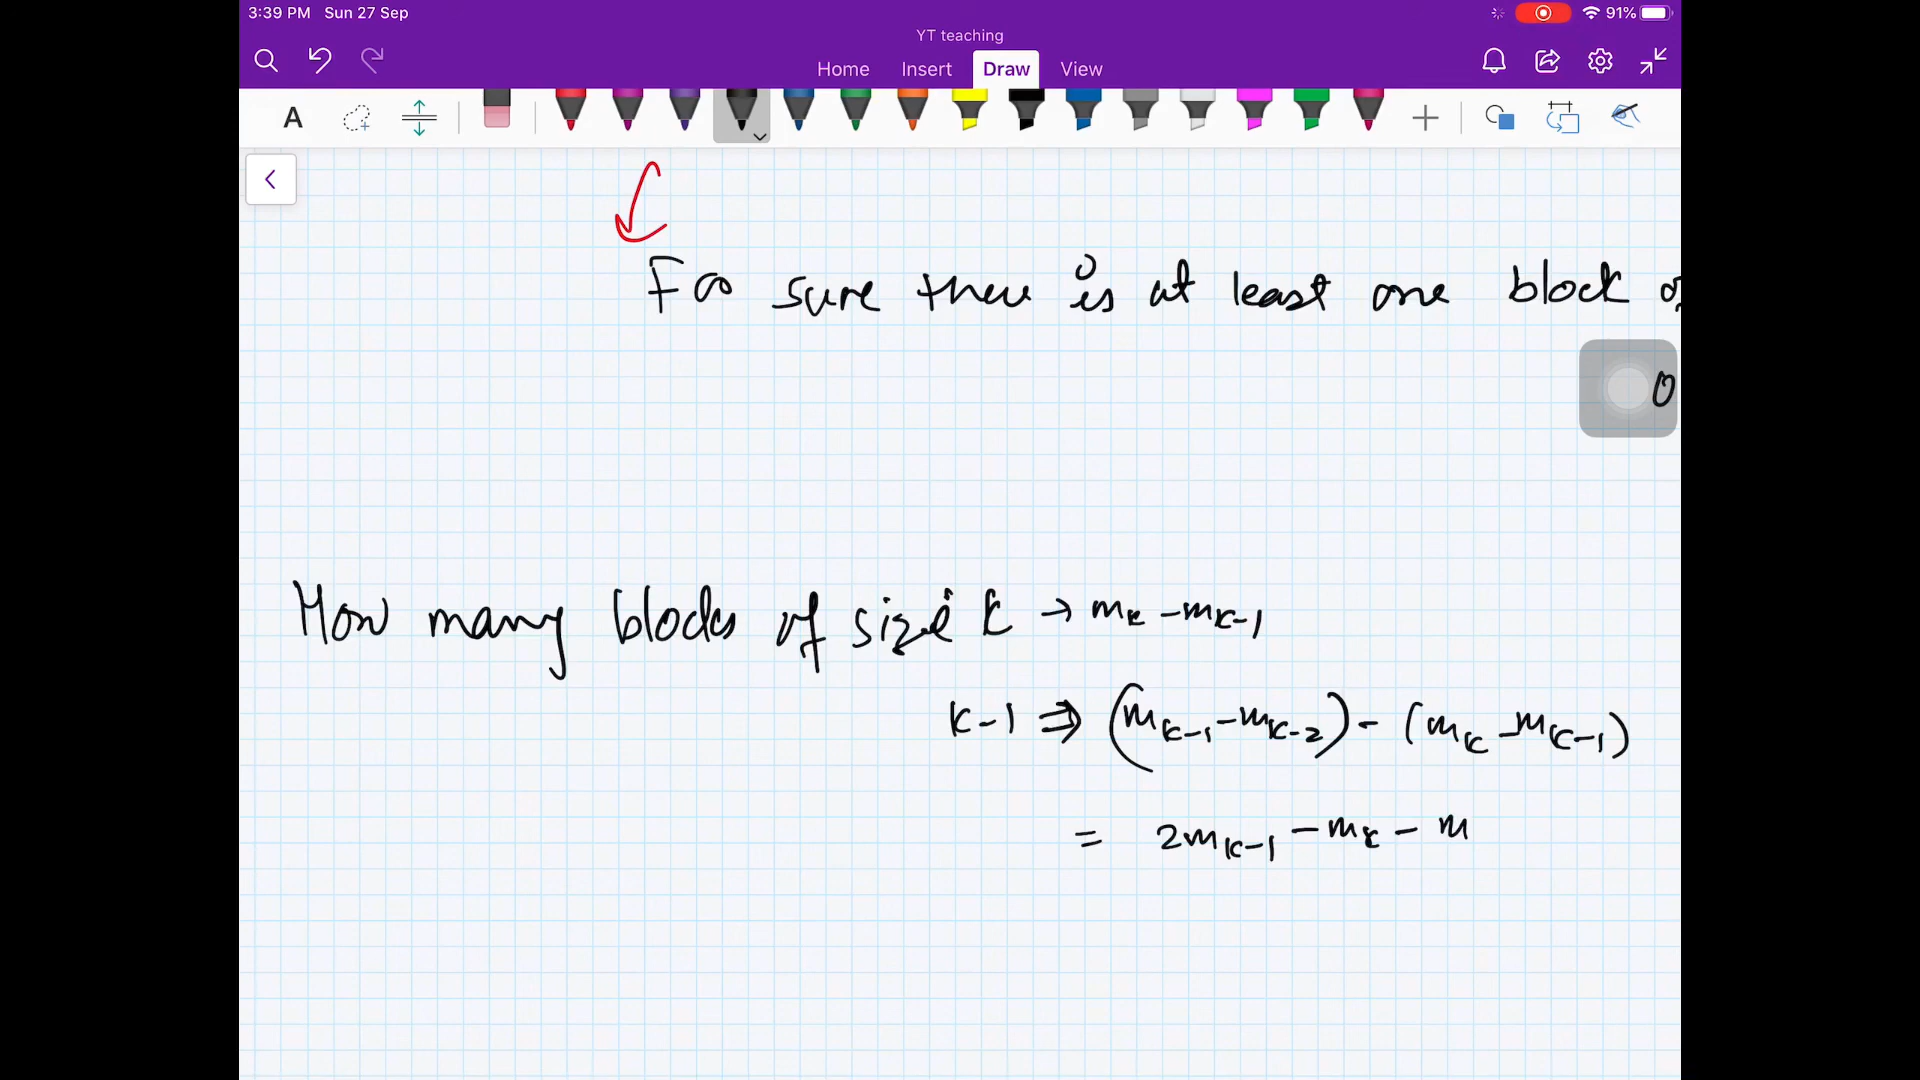 3:39 PM Sun 27 Sep 91%
YT teaching
Home Insert Draw View
A
For sure there is at least one block of
0
How many blocks of size k → m_k - m_{k-1}
k-1 ⇒ (m_{k-1} - m_{k-2}) - (m_k - m_{k-1})
= 2m_{k-1} - m_k - m